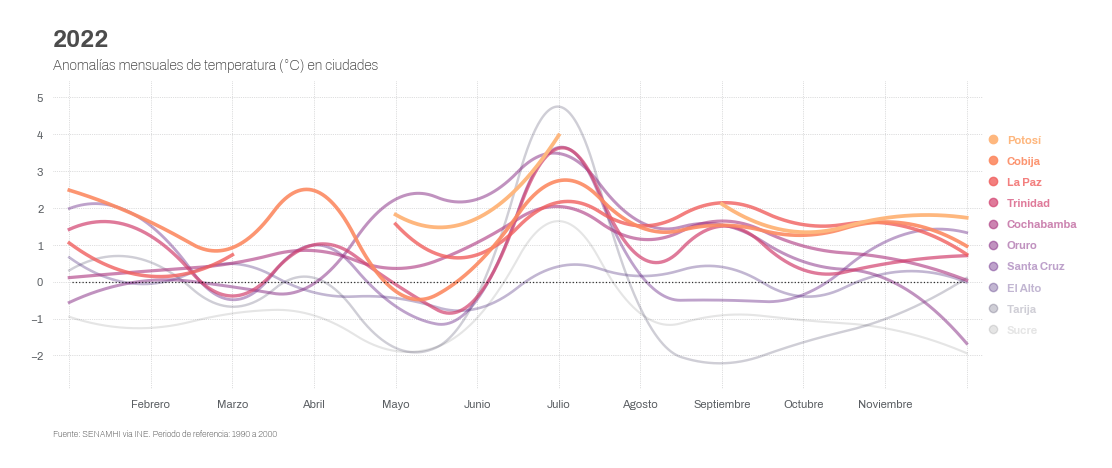 2022
Anomalías mensuales de temperatura (°C) en ciudades
5
4
3
2
1
0
−1
−2
Potosí
Cobija
La Paz
Trinidad
Cochabamba
Oruro
Santa Cruz
El Alto
Tarija
Sucre
Febrero Marzo Abril Mayo Junio Julio Agosto Septiembre Octubre Noviembre
Fuente: SENAMHI via INE. Periodo de referencia: 1990 a 2000